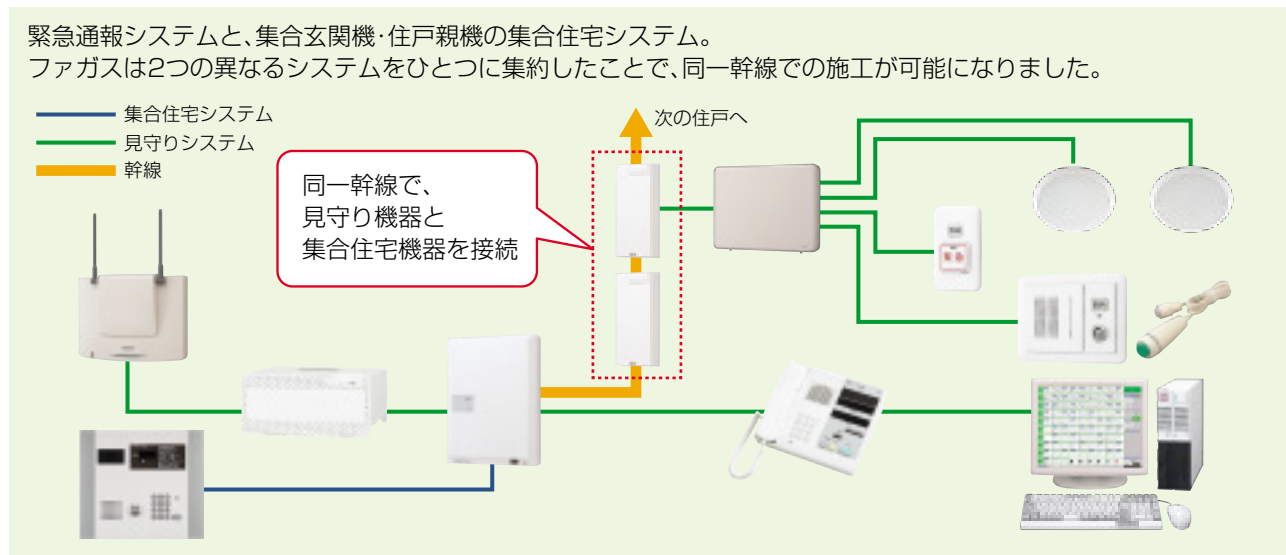 緊急通報システムと、集合玄関機・住戸親機の集合住宅システム。
ファガスは2つの異なるシステムをひとつに集約したことで、同一幹線での施工が可能になりました。
集合住宅システム
見守りシステム
幹線
次の住戸へ
同一幹線で、
見守り機器と
集合住宅機器を接続